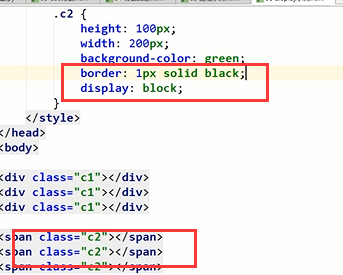 .c2 {
height: 100px;
width: 200px;
background-color: green;
border: 1px solid black;
display: block;
}
</style>
</head>
<body>
<div class="c1"></div>
<div class="c1"></div>
<div class="c1"></div>
<span class="c2"></span>
<span class="c2"></span>
<span class="c2"></span>